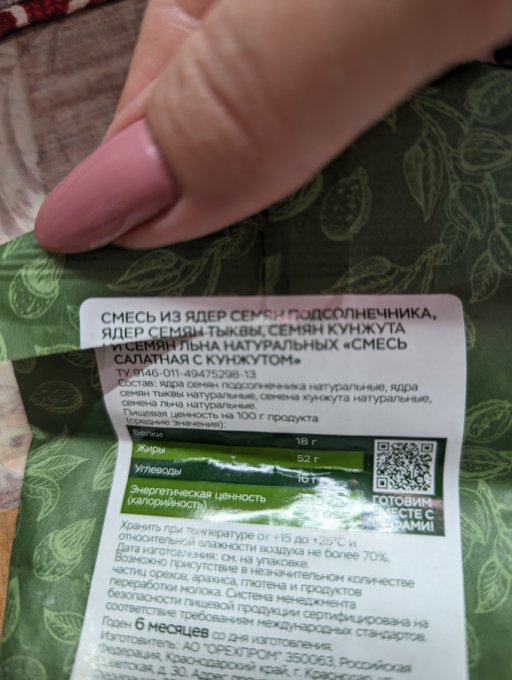 СМЕСЬ ИЗ ЯДЕР СЕМЯН ПОДСОЛНЕЧНИКА,
ЯДЕР СЕМЯН ТЫКВЫ, СЕМЯН КУНЖУТА
И СЕМЯН ЛЬНА НАТУРАЛЬНЫХ «СМЕСЬ
САЛАТНАЯ С КУНЖУТОМ»
ТУ 9146-011-49475298-13
Состав: ядра семян подсолнечника натуральные, ядра
семян тыквы натуральные, семена кунжута натуральные,
семена льна натуральные.
Пищевая ценность на 100 г продукта
(средние значения):
Белки 18 г
Жиры 52 г
Углеводы 16 г
Энергетическая ценность
(калорийность)
ГОТОВИМ
ВМЕСТЕ С
Хранить при температуре от +15 до +25°С и
относительной влажности воздуха не более 70%.
Дата изготовления: см. на упаковке.
Возможно присутствие в незначительном количестве
частиц орехов, арахиса, глютена и продуктов
переработки молока. Система менеджмента
безопасности пищевой продукции сертифицирована на
соответствие требованиям международных стандартов.
Годен 6 месяцев со дня изготовления.
Изготовитель: АО "ОРЕХПРОМ" 350063, Российская
Федерация, Краснодарский край, г. Краснодар, ул.
д. 30. Адрес